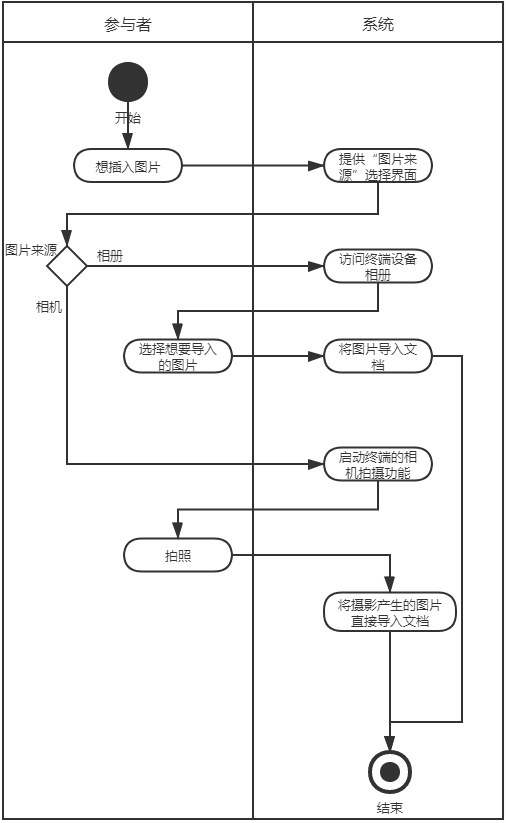 参与者
系统
开始
想插入图片
提供“图片来
源”选择界面
图片来源
相册
访问终端设备
相册
相机
选择想要导入
的图片
将图片导入文
档
启动终端的相
机拍摄功能
拍照
将摄影产生的图片
直接导入文档
结束